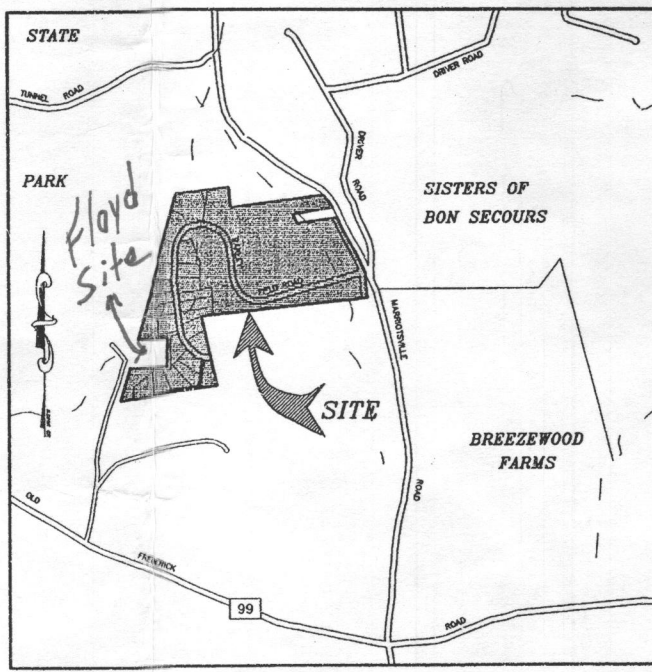 STATE
TUNNEL ROAD
DRIVER ROAD
DRIVER
ROAD
PARK
SISTERS OF
BON SECOURS
Floyd
Site
ROAD
MARRIOTSVILLE
SITE
BREEZEWOOD
FARMS
ROAD
OLD
FREDERICK
99
ROAD